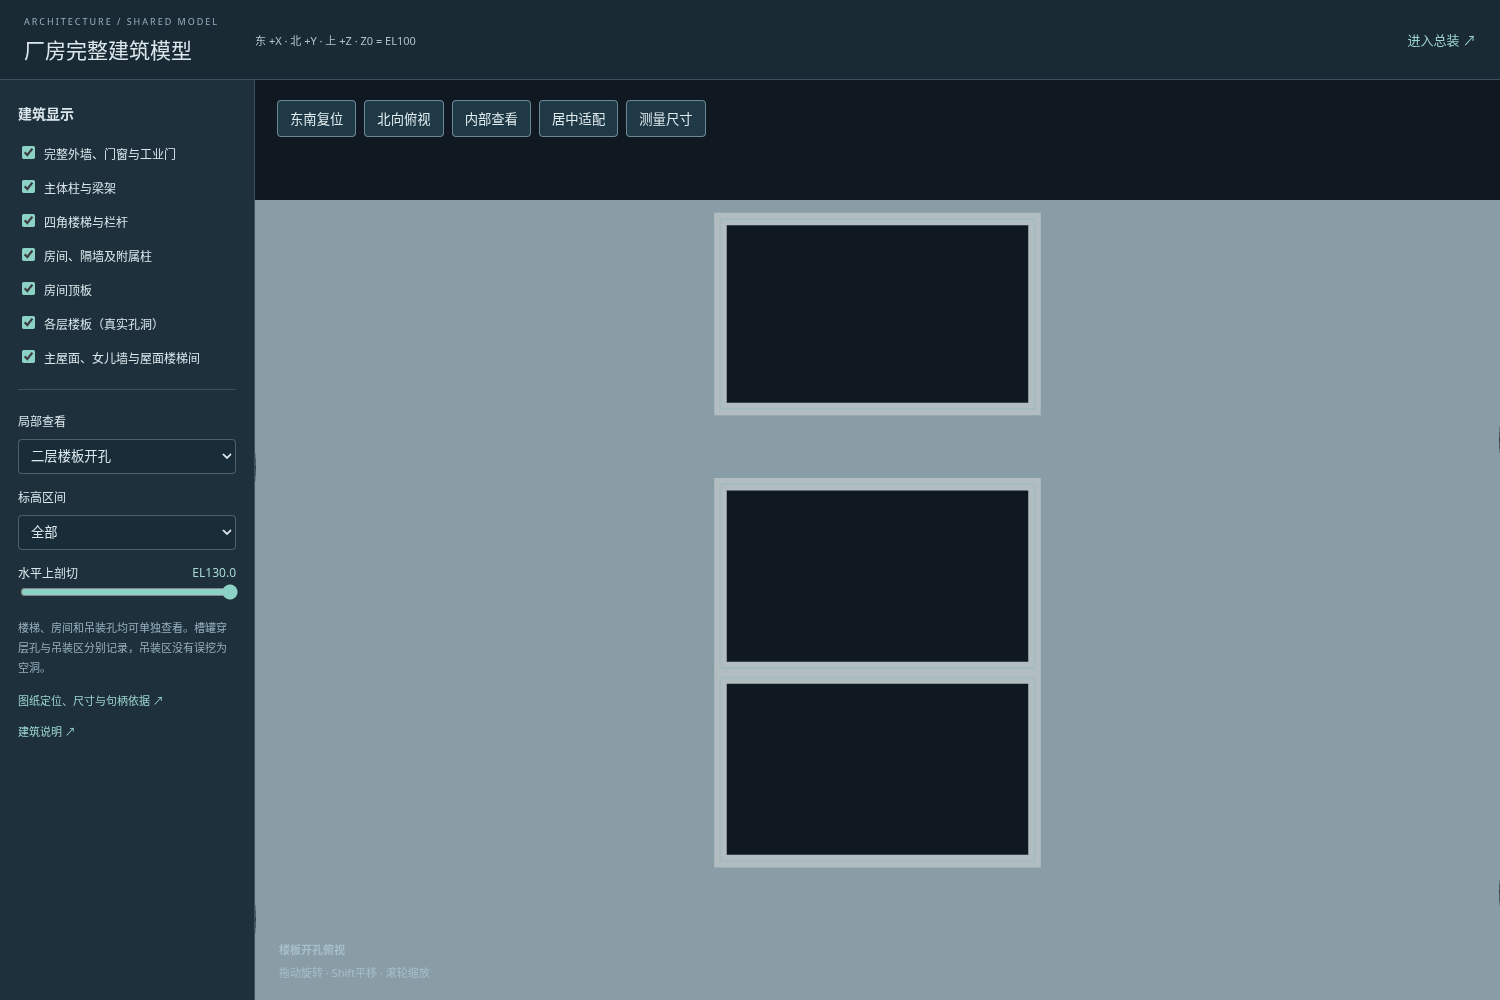 ARCHITECTURE / SHARED MODEL
厂房完整建筑模型
东 +X · 北 +Y · 上 +Z · Z0 = EL100
进入总装 ↗
建筑显示
完整外墙、门窗与工业门
主体柱与梁架
四角楼梯与栏杆
房间、隔墙及附属柱
房间顶板
各层楼板（真实孔洞）
主屋面、女儿墙与屋面楼梯间
局部查看
二层楼板开孔
标高区间
全部
水平上剖切 EL130.0
楼梯、房间和吊装孔均可单独查看。槽罐穿
层孔与吊装区分别记录，吊装区没有误挖为
空洞。
图纸定位、尺寸与句柄依据 ↗
建筑说明 ↗
东南复位 北向俯视 内部查看 居中适配 测量尺寸
楼板开孔俯视
拖动旋转 · Shift平移 · 滚轮缩放